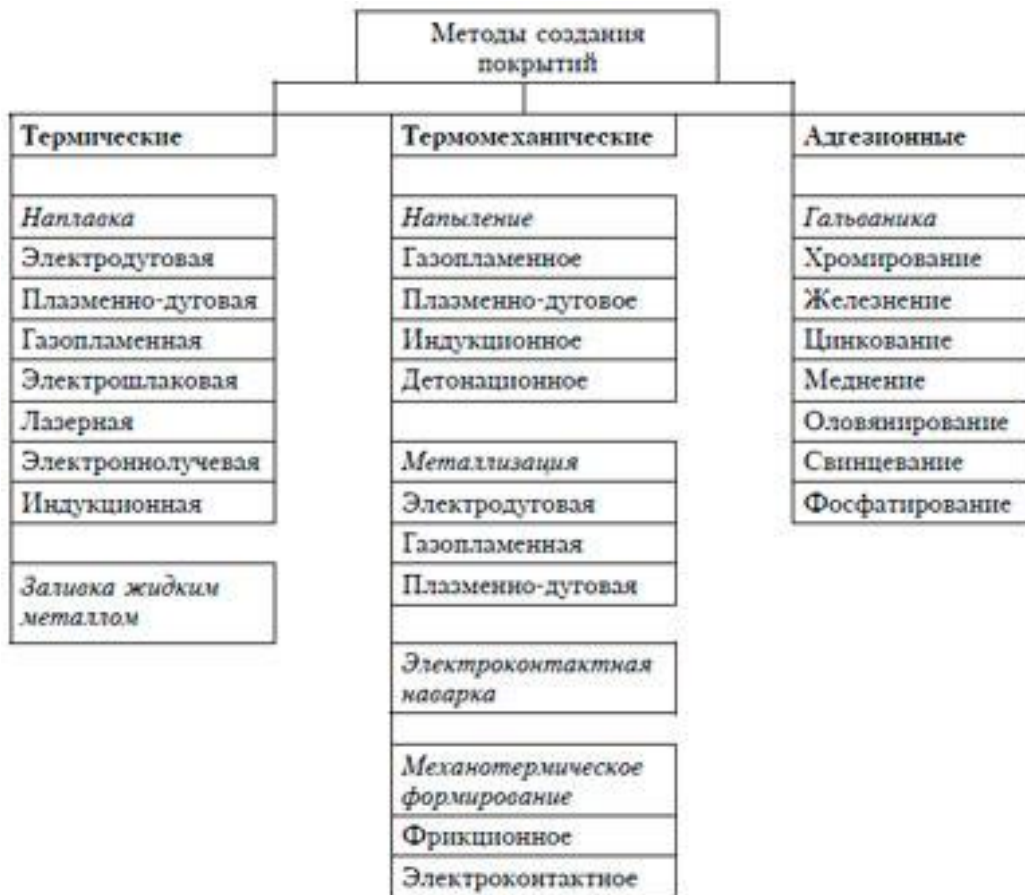 Методы создания
покрытий
Термические
Наплавка
Электродуговая
Плазменно-дуговая
Газопламенная
Электрошлаковая
Лазерная
Электроннолучевая
Индукционная
Заливка жидким
металлом
Термомеханические
Напыление
Газопламенное
Плазменно-дуговое
Индукционное
Детонационное
Металлизация
Электродуговая
Газопламенная
Плазменно-дуговая
Электроконтактная
наварка
Механотермическое
формирование
Фрикционное
Электроконтактное
Адгезионные
Гальваника
Хромирование
Железнение
Цинкование
Меднение
Оловянирование
Свинцевание
Фосфатирование